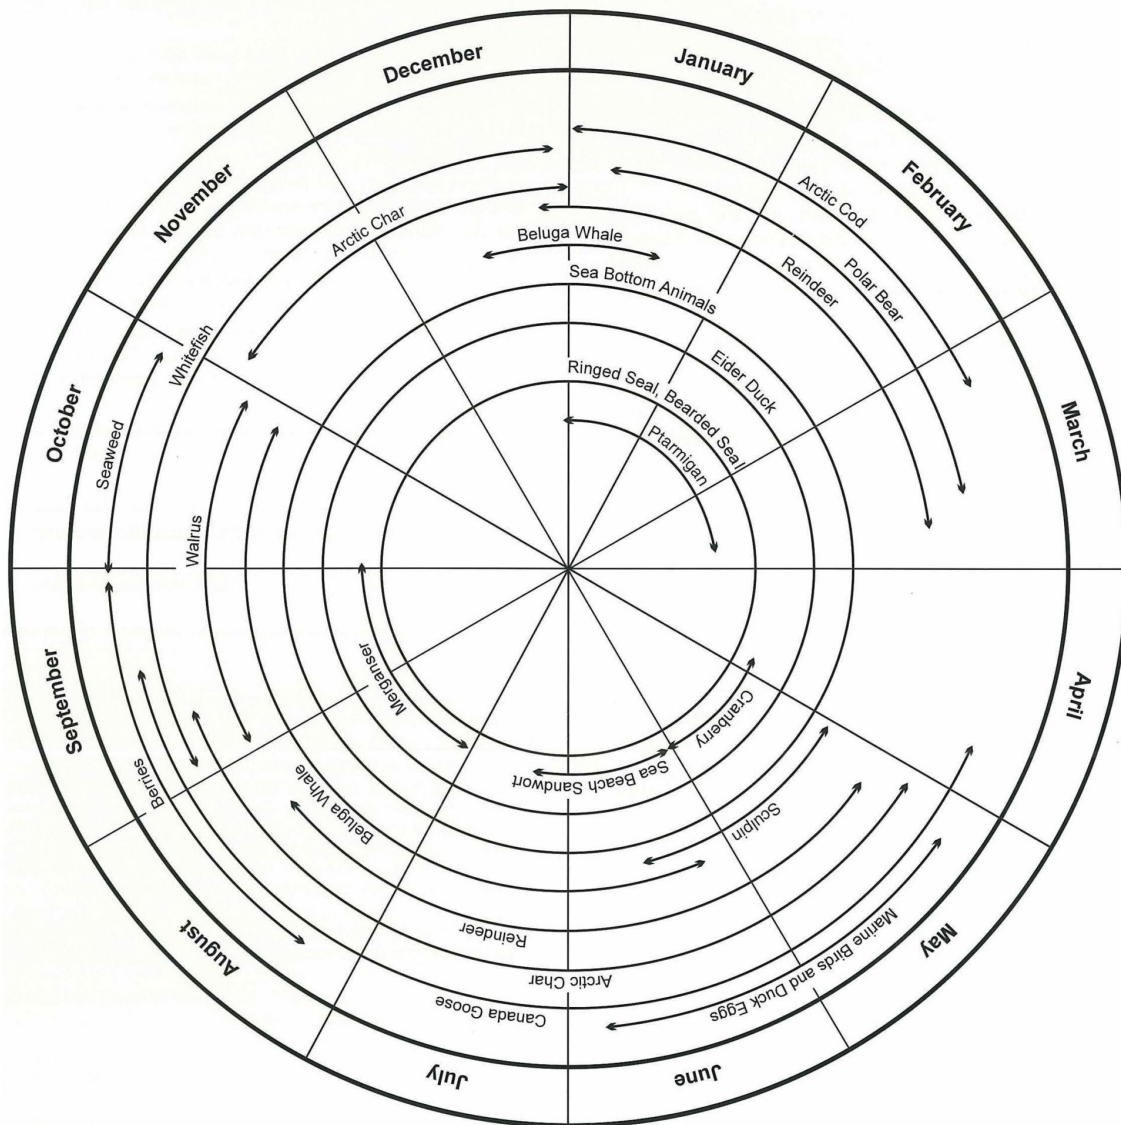 December
January
November
February
Arctic Cod
Arctic Char
Beluga Whale
Polar Bear
Reindeer
Sea Bottom Animals
Whitefish
Eider Duck
Ringed Seal, Bearded Seal
Ptarmigan
October
March
Seaweed
Walrus
Merganser
Cranberry
Sea Beach Sandwort
September
April
Berries
Beluga Whale
Sculpin
Reindeer
Arctic Char
Canada Goose
Marine Birds and Duck Eggs
August
May
July
June